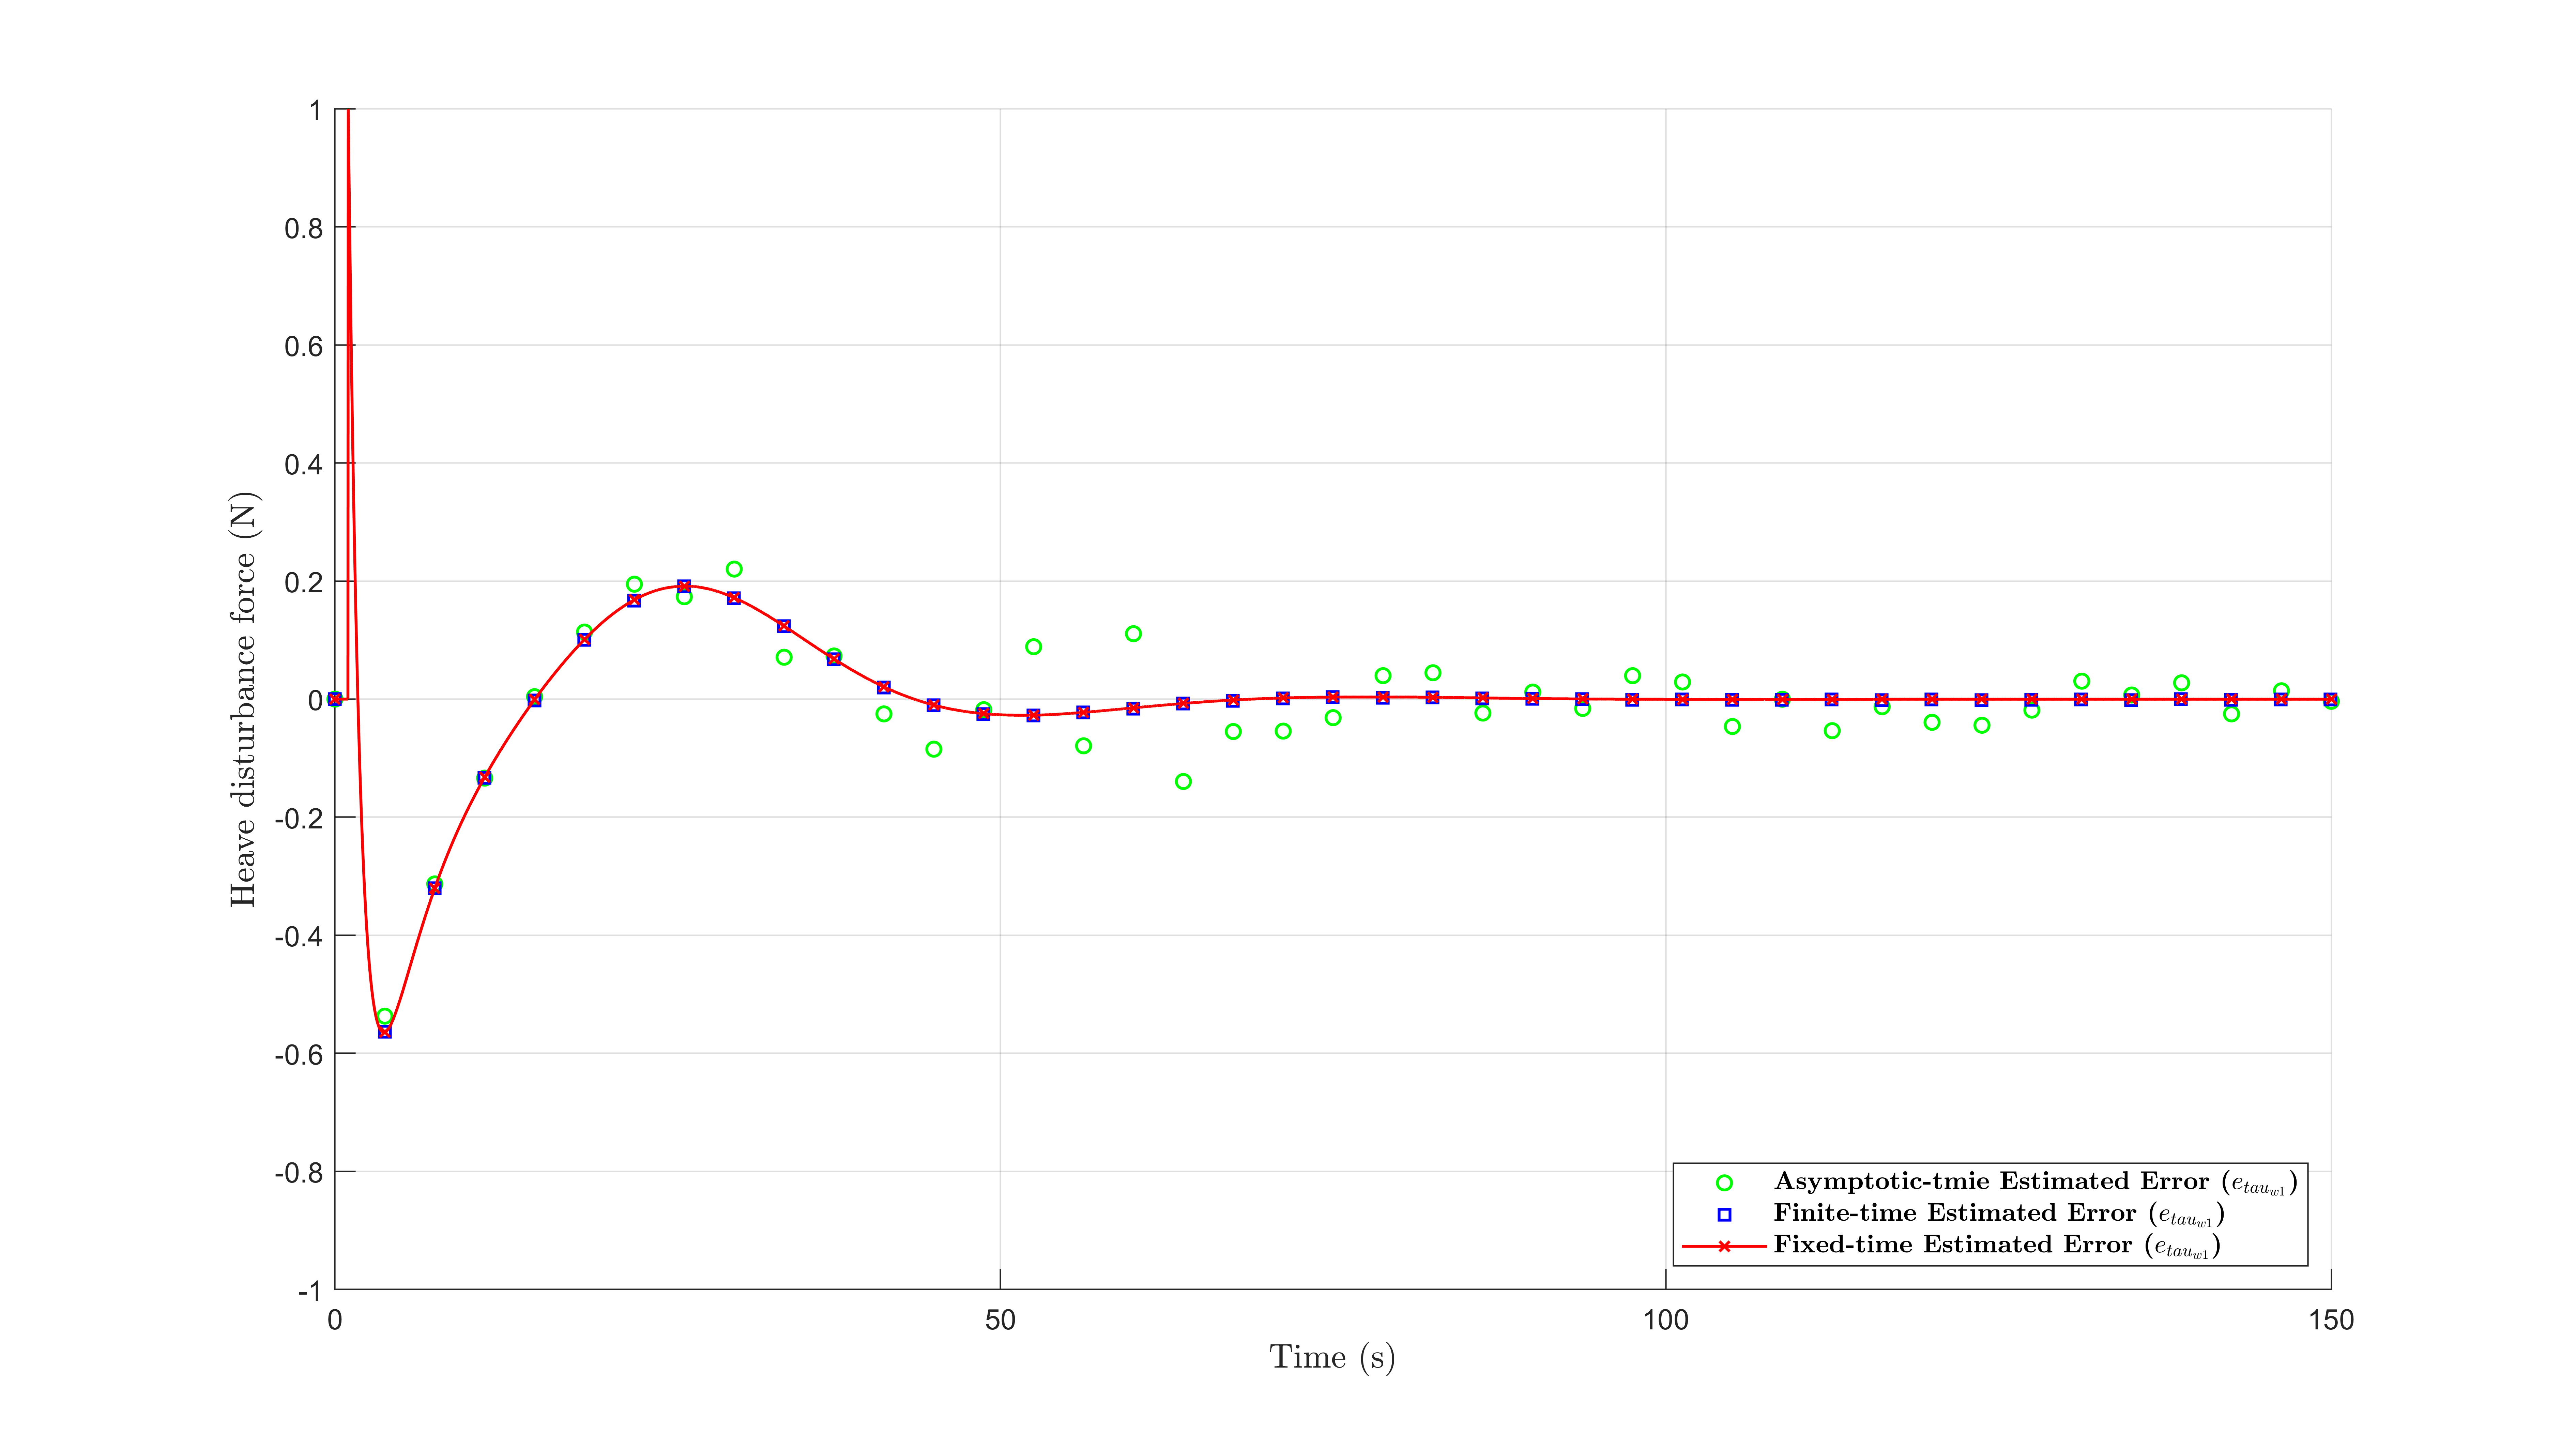 1
0.8
0.6
0.4
0.2
0
-0.2
-0.4
-0.6
-0.8
-1
Heave disturbance force (N)
0 50 100 150
Time (s)
Asymptotic-tmie Estimated Error (e_{tau_{w1}})
Finite-time Estimated Error (e_{tau_{w1}})
Fixed-time Estimated Error (e_{tau_{w1}})